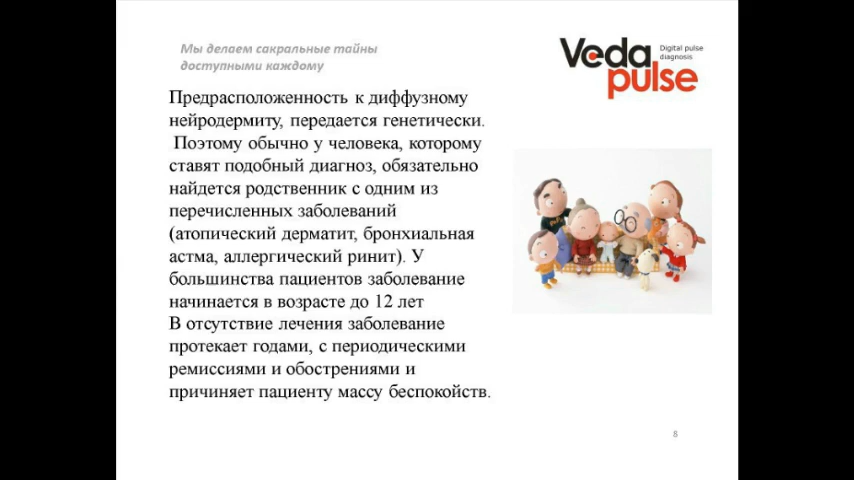 Мы делаем сакральные тайны
доступными каждому
Veda
pulse
Digital pulse
diagnosis
Предрасположенность к диффузному
нейродермиту, передается генетически.
Поэтому обычно у человека, которому
ставят подобный диагноз, обязательно
найдется родственник с одним из
перечисленных заболеваний
(атопический дерматит, бронхиальная
астма, аллергический ринит). У
большинства пациентов заболевание
начинается в возрасте до 12 лет
В отсутствие лечения заболевание
протекает годами, с периодическими
ремиссиями и обострениями и
причиняет пациенту массу беспокойств.
8